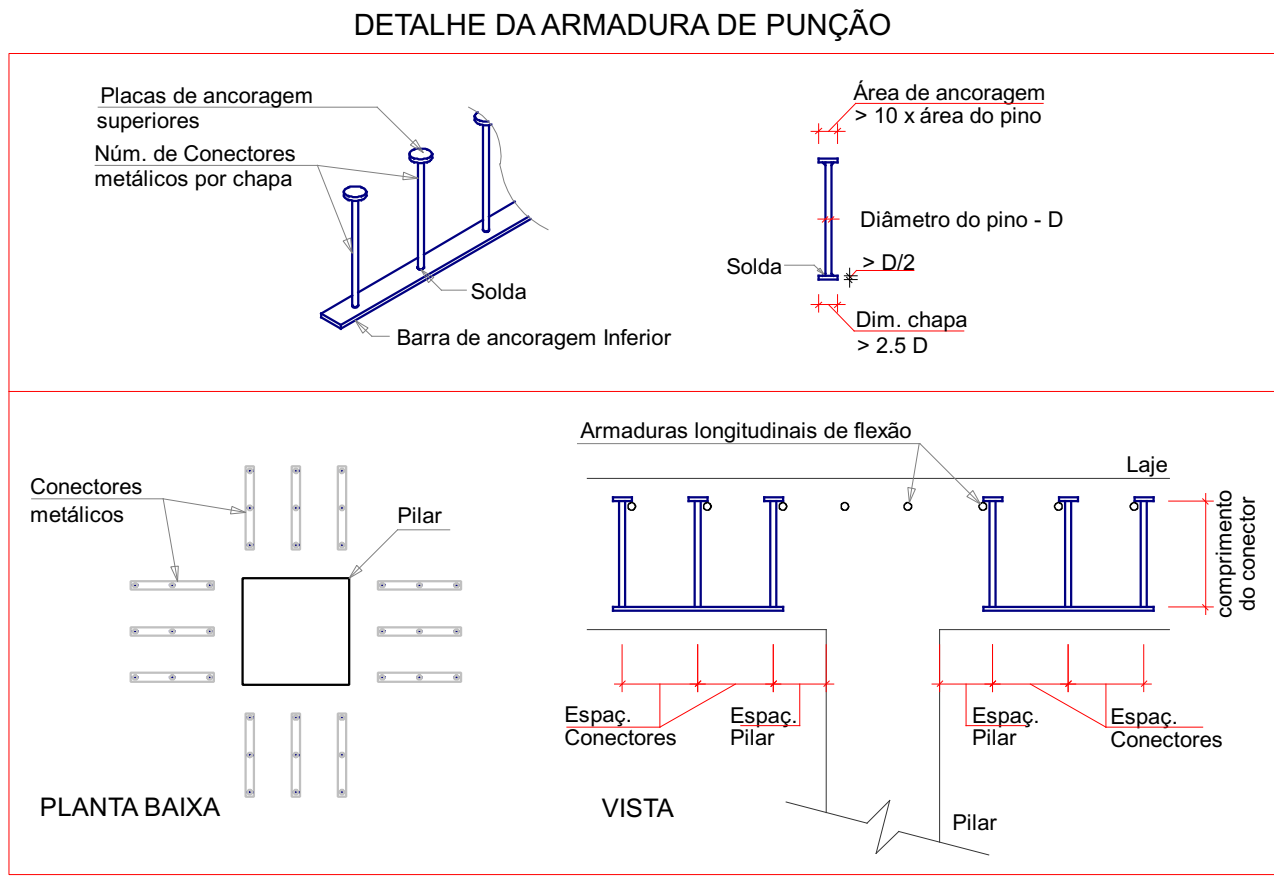 DETALHE DA ARMADURA DE PUNÇÃO
Placas de ancoragem
superiores
Núm. de Conectores
metálicos por chapa
Solda
Barra de ancoragem Inferior
Área de ancoragem
> 10 x área do pino
Diâmetro do pino - D
Solda
> D/2
Dim. chapa
> 2.5 D
Conectores
metálicos
Pilar
PLANTA BAIXA
Armaduras longitudinais de flexão
Laje
comprimento
do conector
Espaç.
Conectores
Espaç.
Pilar
Espaç.
Pilar
Espaç.
Conectores
VISTA
Pilar